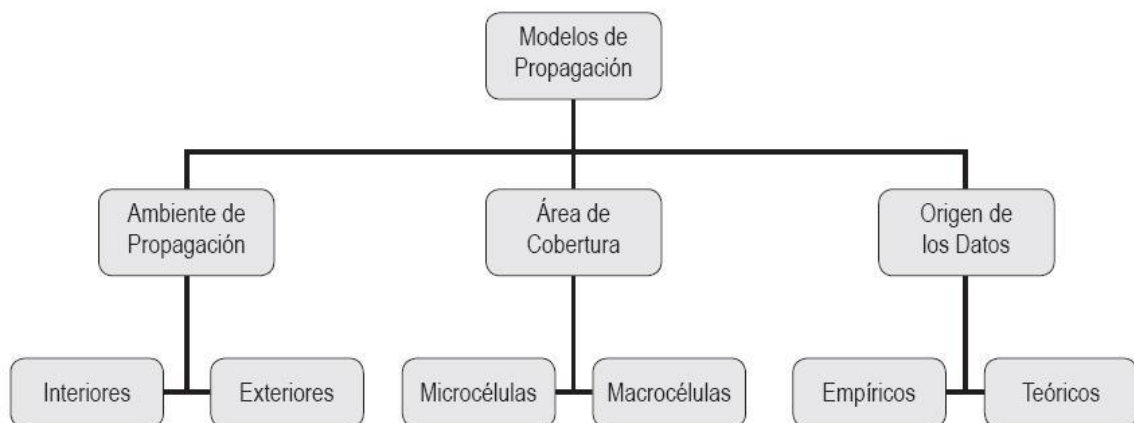 Modelos de
Propagación
Ambiente de
Propagación
Área de
Cobertura
Origen de
los Datos
Interiores
Exteriores
Microcélulas
Macrocélulas
Empíricos
Teóricos